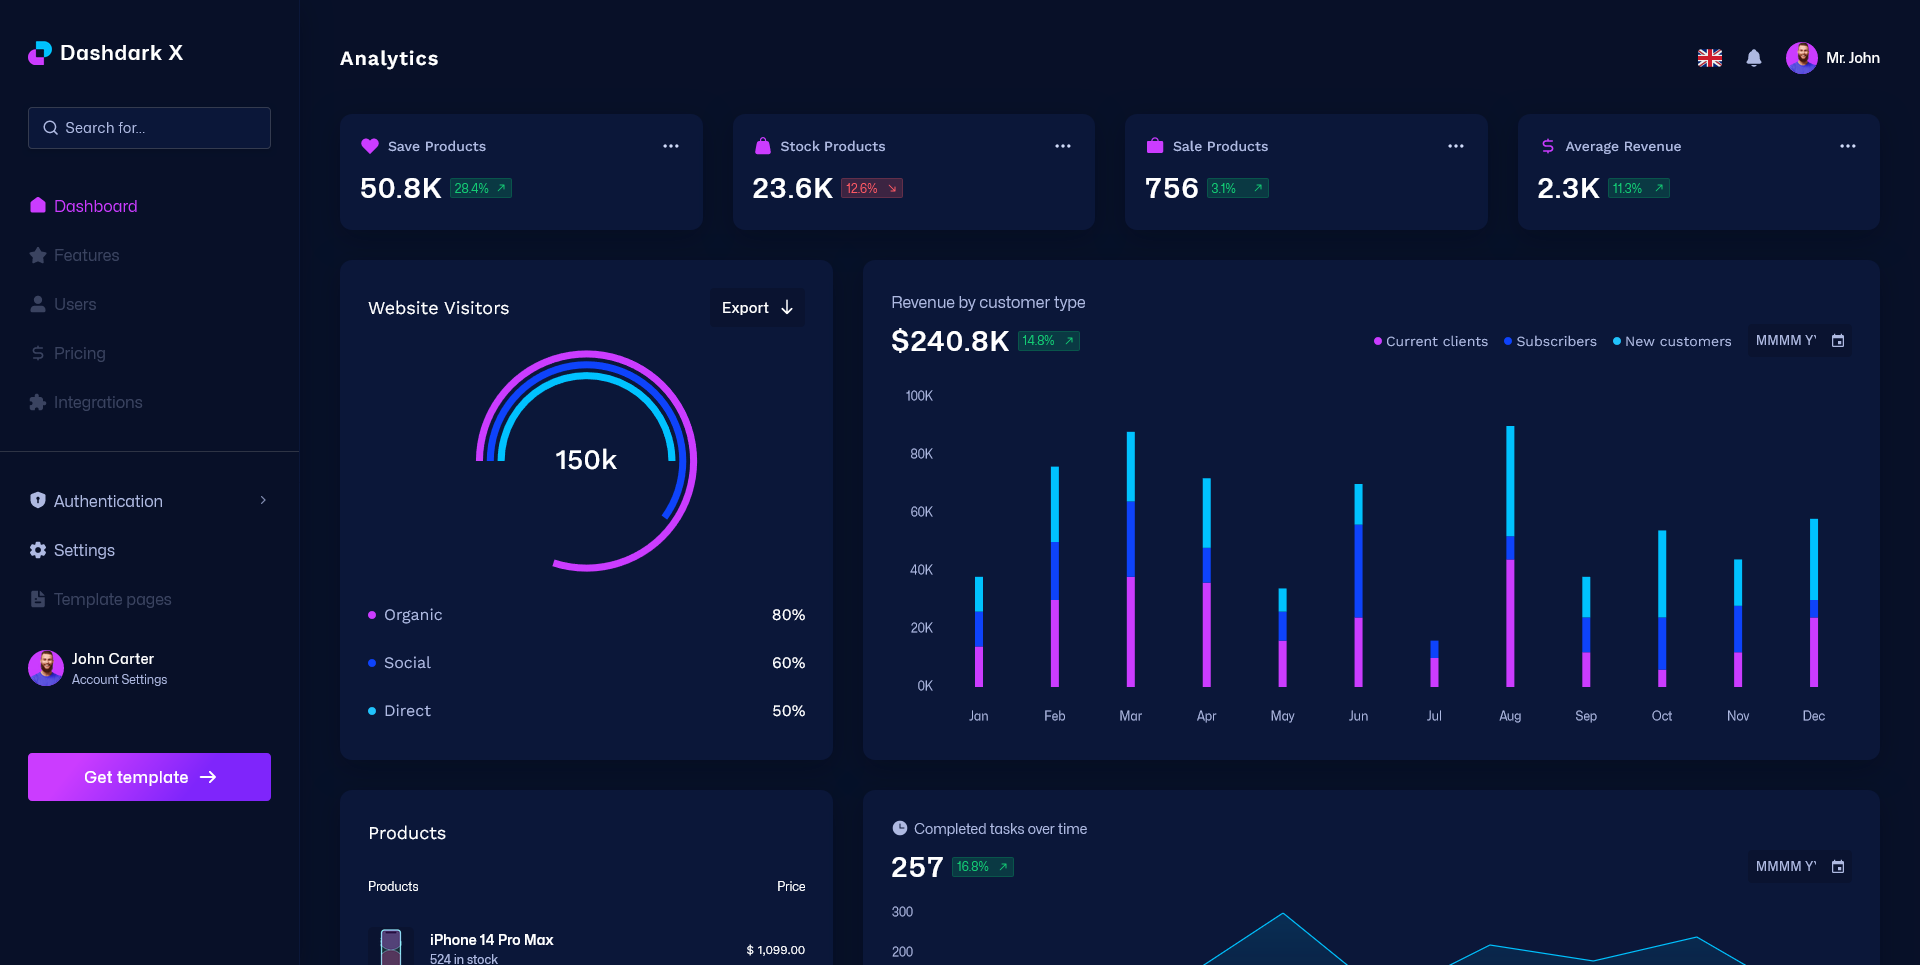 Dashdark X
Search for...
Dashboard
Features
Users
Pricing
Integrations
Authentication
Settings
Template pages
John Carter
Account Settings
Get template
Analytics
Mr. John
Save Products
50.8K 28.4%
Stock Products
23.6K 12.6%
Sale Products
756 3.1%
Average Revenue
2.3K 11.3%
Website Visitors
Export
150k
Organic 80%
Social 60%
Direct 50%
Revenue by customer type
$240.8K 14.8%
Current clients Subscribers New customers MMMM Y
100K
80K
60K
40K
20K
0K
Jan Feb Mar Apr May Jun Jul Aug Sep Oct Nov Dec
Products
Products Price
iPhone 14 Pro Max
524 in stock
$ 1,099.00
Completed tasks over time
257 16.8%
MMMM Y
300
200